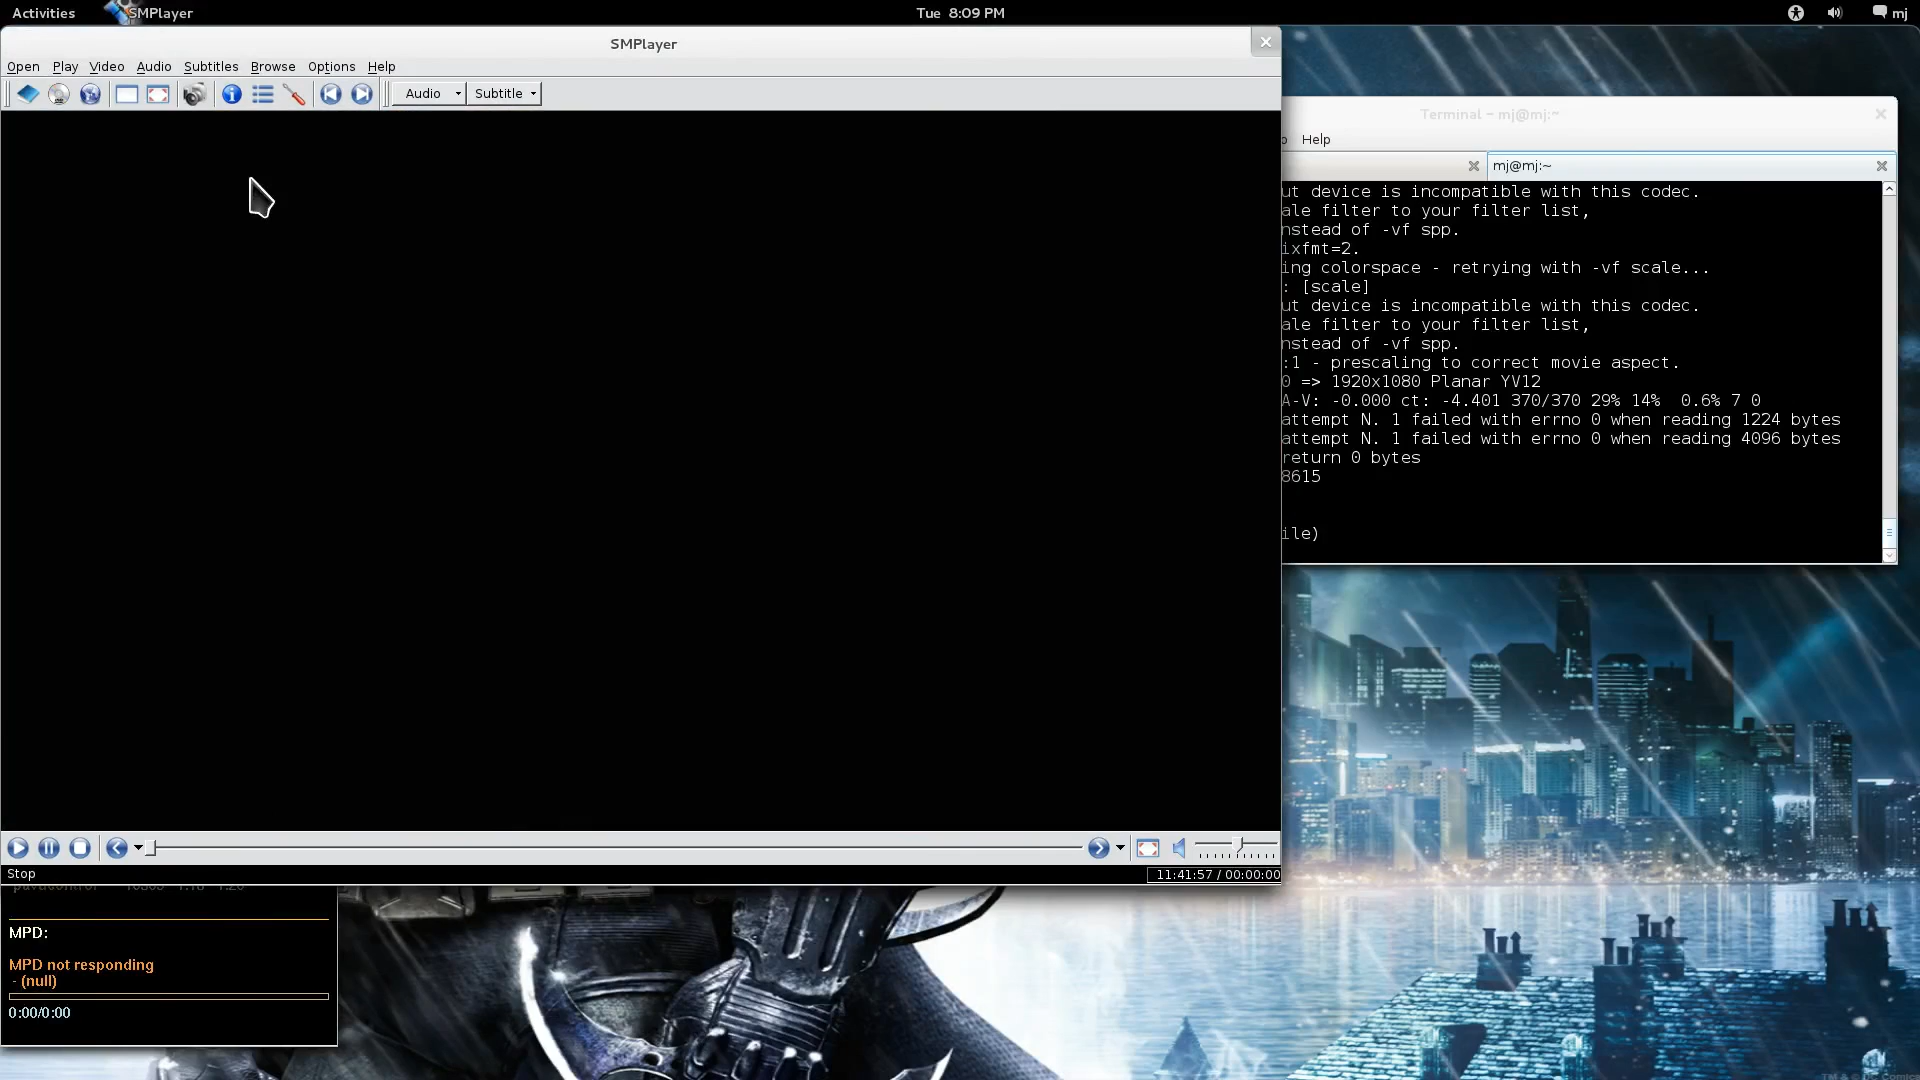 Activities SMPlayer Tue 8:09 PM mj
SMPlayer
Open Play Video Audio Subtitles Browse Options Help
Audio Subtitle
Terminal - mj@mj:~
Help
mj@mj:~
ut device is incompatible with this codec.
ale filter to your filter list,
nstead of -vf spp.
ixfmt=2.
ing colorspace - retrying with -vf scale...
: [scale]
ut device is incompatible with this codec.
ale filter to your filter list,
nstead of -vf spp.
:1 - prescaling to correct movie aspect.
0 => 1920x1080 Planar YV12
A-V: -0.000 ct: -4.401 370/370 29% 14% 0.6% 7 0
attempt N. 1 failed with errno 0 when reading 1224 bytes
attempt N. 1 failed with errno 0 when reading 4096 bytes
return 0 bytes
8615
ile)
Stop
11:41:57 / 00:00:00
MPD:
MPD not responding
- (null)
0:00/0:00